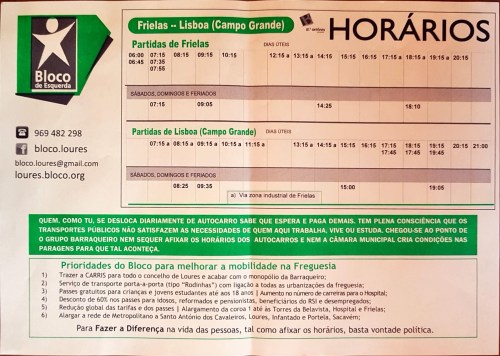 Bloco
de Esquerda
969 482 298
bloco.loures
bloco.loures@gmail.com
loures.bloco.org
Frielas -- Lisboa (Campo Grande)
HORÁRIOS
Partidas de Frielas
DIAS ÚTEIS
06:00 07:15 08:15 09:15 10:15 12:15 a 13:15 a 14:15 a 15:15 16:15 17:15 18:15 19:15 20:15
06:45 07:35
07:55
SÁBADOS, DOMINGOS E FERIADOS
07:15 09:05 14:25 18:10
Partidas de Lisboa (Campo Grande)
DIAS ÚTEIS
07:15 a 08:15 a 09:15 a 10:15 a 11:15 a 13:15 a 14:15 a 15:15 16:15 17:15 18:15 19:15 20:15 21:00
17:45 18:45 19:45
SÁBADOS, DOMINGOS E FERIADOS
08:25 09:35 15:00 19:05
a) Via zona industrial de Frielas
QUEM, COMO TU, SE DESLOCA DIARIAMENTE DE AUTOCARRO SABE QUE ESPERA E PAGA DEMAIS. TEM PLENA CONSCIÊNCIA QUE OS
TRANSPORTES PÚBLICOS NÃO SATISFAZEM AS NECESSIDADES DE QUEM AQUI TRABALHA, VIVE OU ESTUDA. CHEGOU-SE AO PONTO DE
O GRUPO BARRAQUEIRO NEM SEQUER AFIXAR OS HORÁRIOS DOS AUTOCARROS E NEM A CÂMARA MUNICIPAL CRIA CONDIÇÕES NAS
PARAGENS PARA QUE TAL ACONTEÇA.
Prioridades do Bloco para melhorar a mobilidade na Freguesia
1) Trazer a CARRIS para todo o concelho de Loures e acabar com o monopólio da Barraqueiro;
2) Serviço de transporte porta-a-porta (tipo "Rodinhas") com ligação a todas as urbanizações da freguesia;
3) Passes gratuitos para crianças e jovens estudantes até aos 18 anos | Aumento no número de carreiras para o Hospital;
4) Desconto de 60% nos passes para idosos, reformados e pensionistas, beneficiários do RSI e desempregados;
5) Redução global das tarifas e dos passes | Alargamento da coroa 1 até às Torres da Belavista, Hospital e Frielas;
6) Alargar a rede de Metropolitano a Santo António dos Cavaleiros, Loures, Infantado e Portela, Sacavém;
Para Fazer a Diferença na vida das pessoas, tal como afixar os horários, basta vontade política.